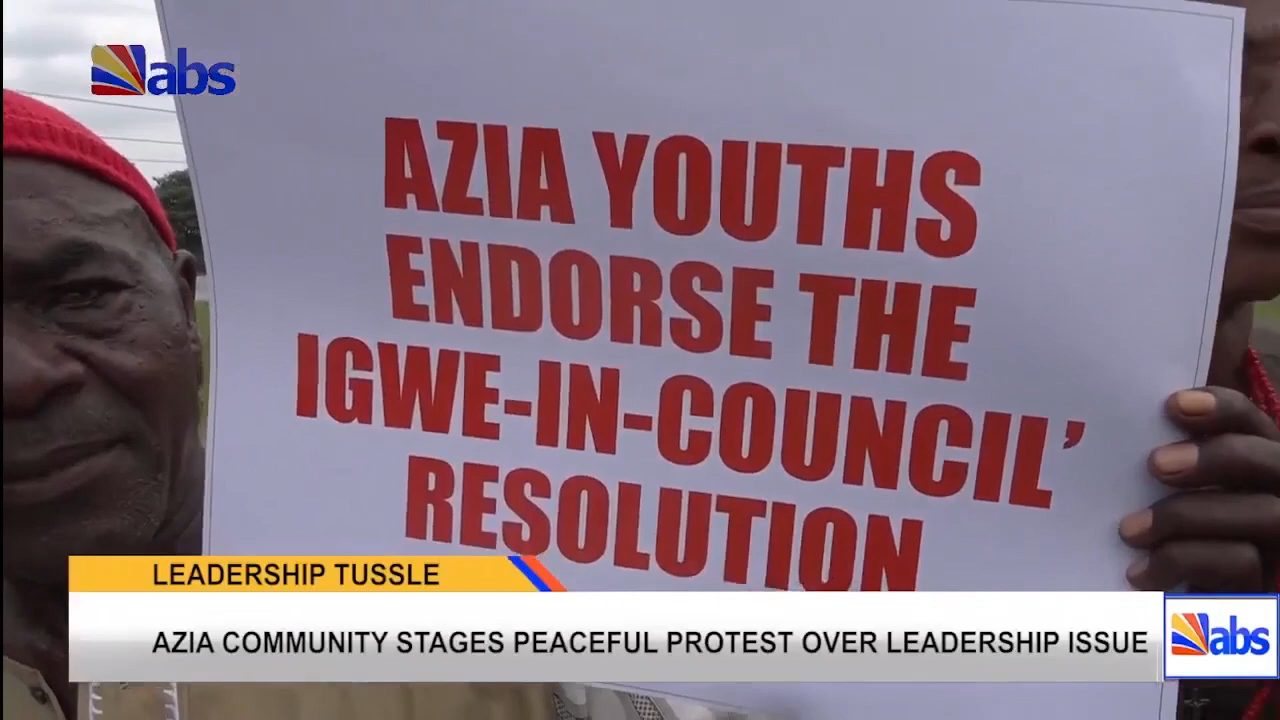 abs
AZIA YOUTHS
ENDORSE THE
IGWE-IN-COUNCIL'
RESOLUTION
LEADERSHIP TUSSLE
AZIA COMMUNITY STAGES PEACEFUL PROTEST OVER LEADERSHIP ISSUE
abs